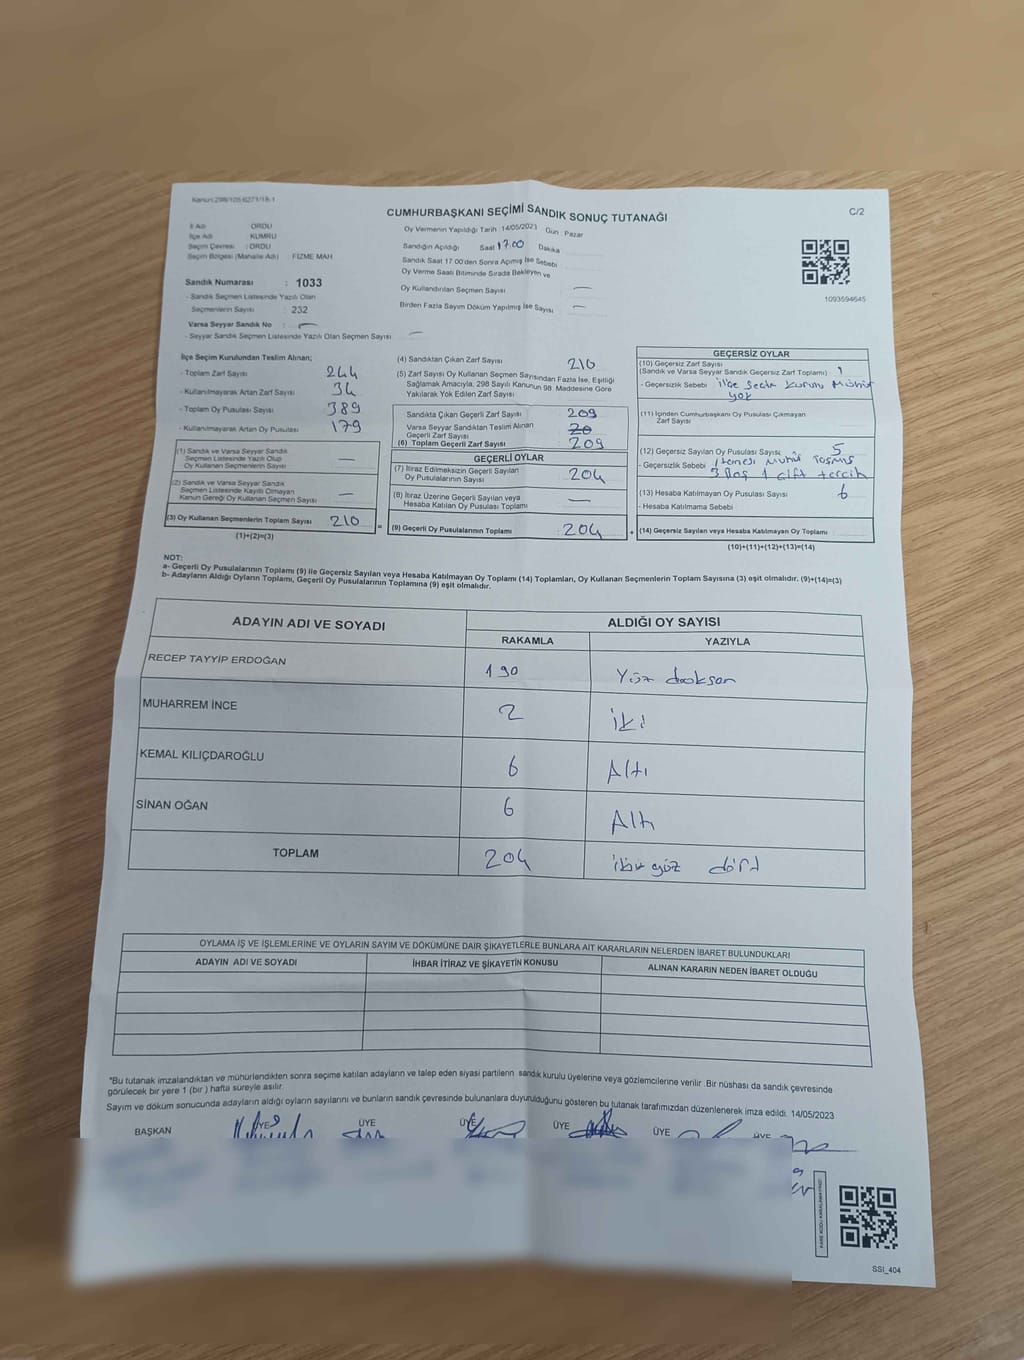 Kanun:298/105,6271/18-1
CUMHURBAŞKANI SEÇİMİ SANDIK SONUÇ TUTANAĞI
C/2
İl Adı ORDU
İlçe Adı KUMRU
Seçim Çevresi : ORDU
Seçim Bölgesi (Mahalle Adı) FIZME MAH
Sandık Numarası : 1033
- Sandık Seçmen Listesinde Yazılı Olan
Seçmenlerin Sayısı : 232
Varsa Seyyar Sandık No : —
- Seyyar Sandık Seçmen Listesinde Yazılı Olan Seçmen Sayısı —
Oy Vermenin Yapıldığı Tarih :14/05/2023 Gün : Pazar
Sandığın Açıldığı Saat 17.00 Dakika
Sandık Saat 17.00'den Sonra Açılmış İse Sebebi
Oy Verme Saati Bitiminde Sırada Bekleyen ve
Oy Kullandırılan Seçmen Sayısı —
Birden Fazla Sayım Döküm Yapılmış İse Sayısı —
1093594645
İlçe Seçim Kurulundan Teslim Alınan;
- Toplam Zarf Sayısı 244
- Kullanılmayarak Artan Zarf Sayısı 34
- Toplam Oy Pusulası Sayısı 389
- Kullanılmayarak Artan Oy Pusulası 179
(1) Sandık ve Varsa Seyyar Sandık
Seçmen Listesinde Yazılı Olup
Oy Kullanan Seçmenlerin Sayısı —
(2) Sandık ve Varsa Seyyar Sandık
Seçmen Listesinde Kayıtlı Olmayan
Kanun Gereği Oy Kullanan Seçmen Sayısı —
(3) Oy Kullanan Seçmenlerin Toplam Sayısı 210
(1)+(2)=(3)
(4) Sandıktan Çıkan Zarf Sayısı 210
(5) Zarf Sayısı Oy Kullanan Seçmen Sayısından Fazla İse, Eşitliği
Sağlamak Amacıyla, 298 Sayılı Kanunun 98. Maddesine Göre
Yakılarak Yok Edilen Zarf Sayısı
Sandıkta Çıkan Geçerli Zarf Sayısı 209
Varsa Seyyar Sandıktan Teslim Alınan
Geçerli Zarf Sayısı
(6) Toplam Geçerli Zarf Sayısı 209
GEÇERLİ OYLAR
(7) İtiraz Edilmeksizin Geçerli Sayılan
Oy Pusulalarının Sayısı 204
(8) İtiraz Üzerine Geçerli Sayılan veya
Hesaba Katılan Oy Pusulası Toplamı —
(9) Geçerli Oy Pusulalarının Toplamı 204
GEÇERSİZ OYLAR
(10) Geçersiz Zarf Sayısı
(Sandık ve Varsa Seyyar Sandık Geçersiz Zarf Toplamı) 1
- Geçersizlik Sebebi ilçe Seçim Kurulu Mührü
yok
(11) İçinden Cumhurbaşkanı Oy Pusulası Çıkmayan
Zarf Sayısı
(12) Geçersiz Sayılan Oy Pusulası Sayısı 5
- Geçersizlik Sebebi 1 temesi Mühür Taşmış
3 Boş 1 çift tercih
(13) Hesaba Katılmayan Oy Pusulası Sayısı 6
- Hesaba Katılmama Sebebi
(14) Geçersiz Sayılan veya Hesaba Katılmayan Oy Toplamı
(10)+(11)+(12)+(13)=(14)
NOT:
a- Geçerli Oy Pusulalarının Toplamı (9) ile Geçersiz Sayılan veya Hesaba Katılmayan Oy Toplamı (14) Toplamları, Oy Kullanan Seçmenlerin Toplam Sayısına (3) eşit olmalıdır. (9)+(14)=(3)
b- Adayların Aldığı Oyların Toplamı, Geçerli Oy Pusulalarının Toplamına (9) eşit olmalıdır.
ADAYIN ADI VE SOYADI
ALDIĞI OY SAYISI
RAKAMLA YAZIYLA
RECEP TAYYİP ERDOĞAN 190 Yüz doksan
MUHARREM İNCE 2 iki
KEMAL KILIÇDAROĞLU 6 Altı
SİNAN OĞAN 6 Altı
TOPLAM 204 iki yüz dört
OYLAMA İŞ VE İŞLEMLERİNE VE OYLARIN SAYIM VE DÖKÜMÜNE DAİR ŞİKAYETLERLE BUNLARA AİT KARARLARIN NELERDEN İBARET BULUNDUKLARI
ADAYIN ADI VE SOYADI İHBAR İTİRAZ VE ŞİKAYETİN KONUSU ALINAN KARARIN NEDEN İBARET OLDUĞU
*Bu tutanak imzalandıktan ve mühürlendikten sonra seçime katılan adayların ve talep eden siyasi partilerin sandık kurulu üyelerine veya gözlemcilerine verilir .Bir nüshası da sandık çevresinde
görülecek bir yere 1 (bir ) hafta süreyle asılır.
Sayım ve döküm sonucunda adayların aldığı oyların sayılarını ve bunların sandık çevresinde bulunanlara duyurulduğunu gösteren bu tutanak tarafımızdan düzenlenerek imza edildi. 14/05/2023
BAŞKAN ÜYE ÜYE ÜYE ÜYE ÜYE ÜYE
SSI_404